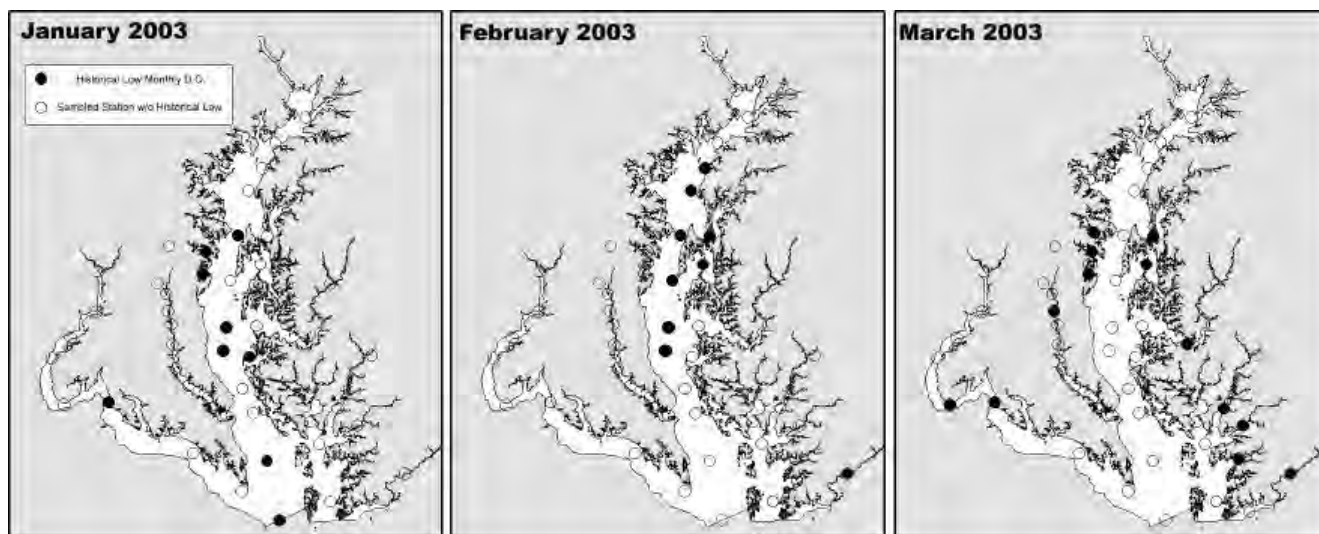 January 2003
February 2003
March 2003
Historical Low Monthly D.O.
Sampled Station w/o Historical Low